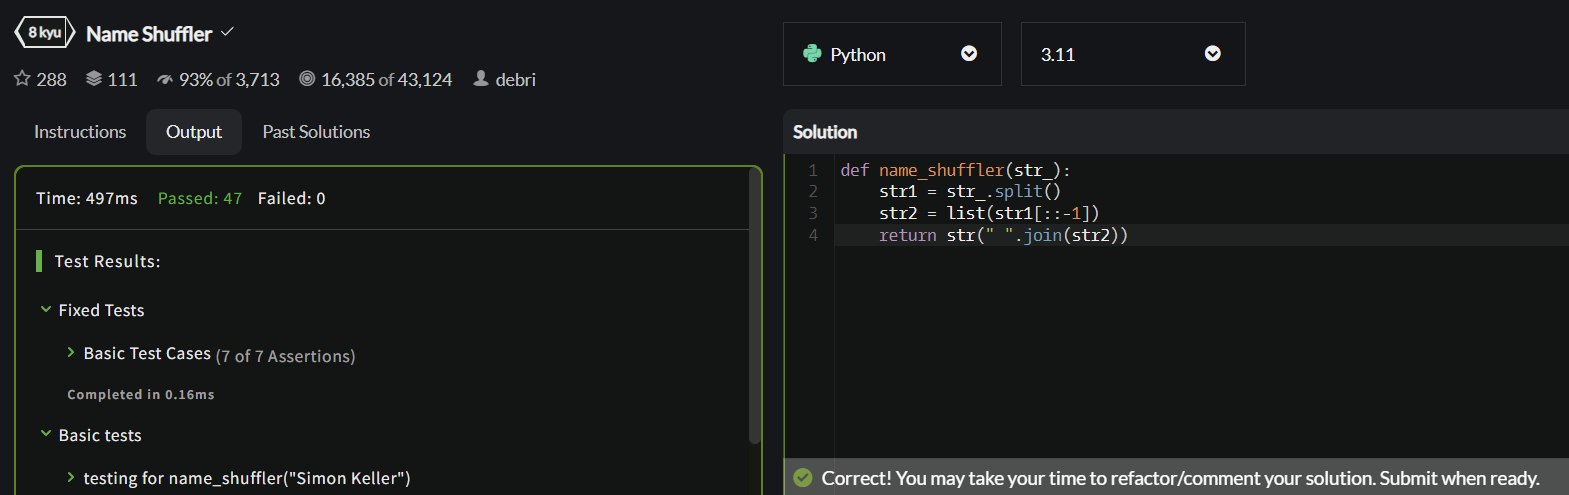 8 kyu Name Shuffler
288 111 93% of 3,713 16,385 of 43,124 debri
Instructions Output Past Solutions
Time: 497ms Passed: 47 Failed: 0
Test Results:
Fixed Tests
Basic Test Cases (7 of 7 Assertions)
Completed in 0.16ms
Basic tests
testing for name_shuffler("Simon Keller")
Python 3.11
Solution
1 def name_shuffler(str_):
2     str1 = str_.split()
3     str2 = list(str1[::-1])
4     return str(" ".join(str2))
Correct! You may take your time to refactor/comment your solution. Submit when ready.